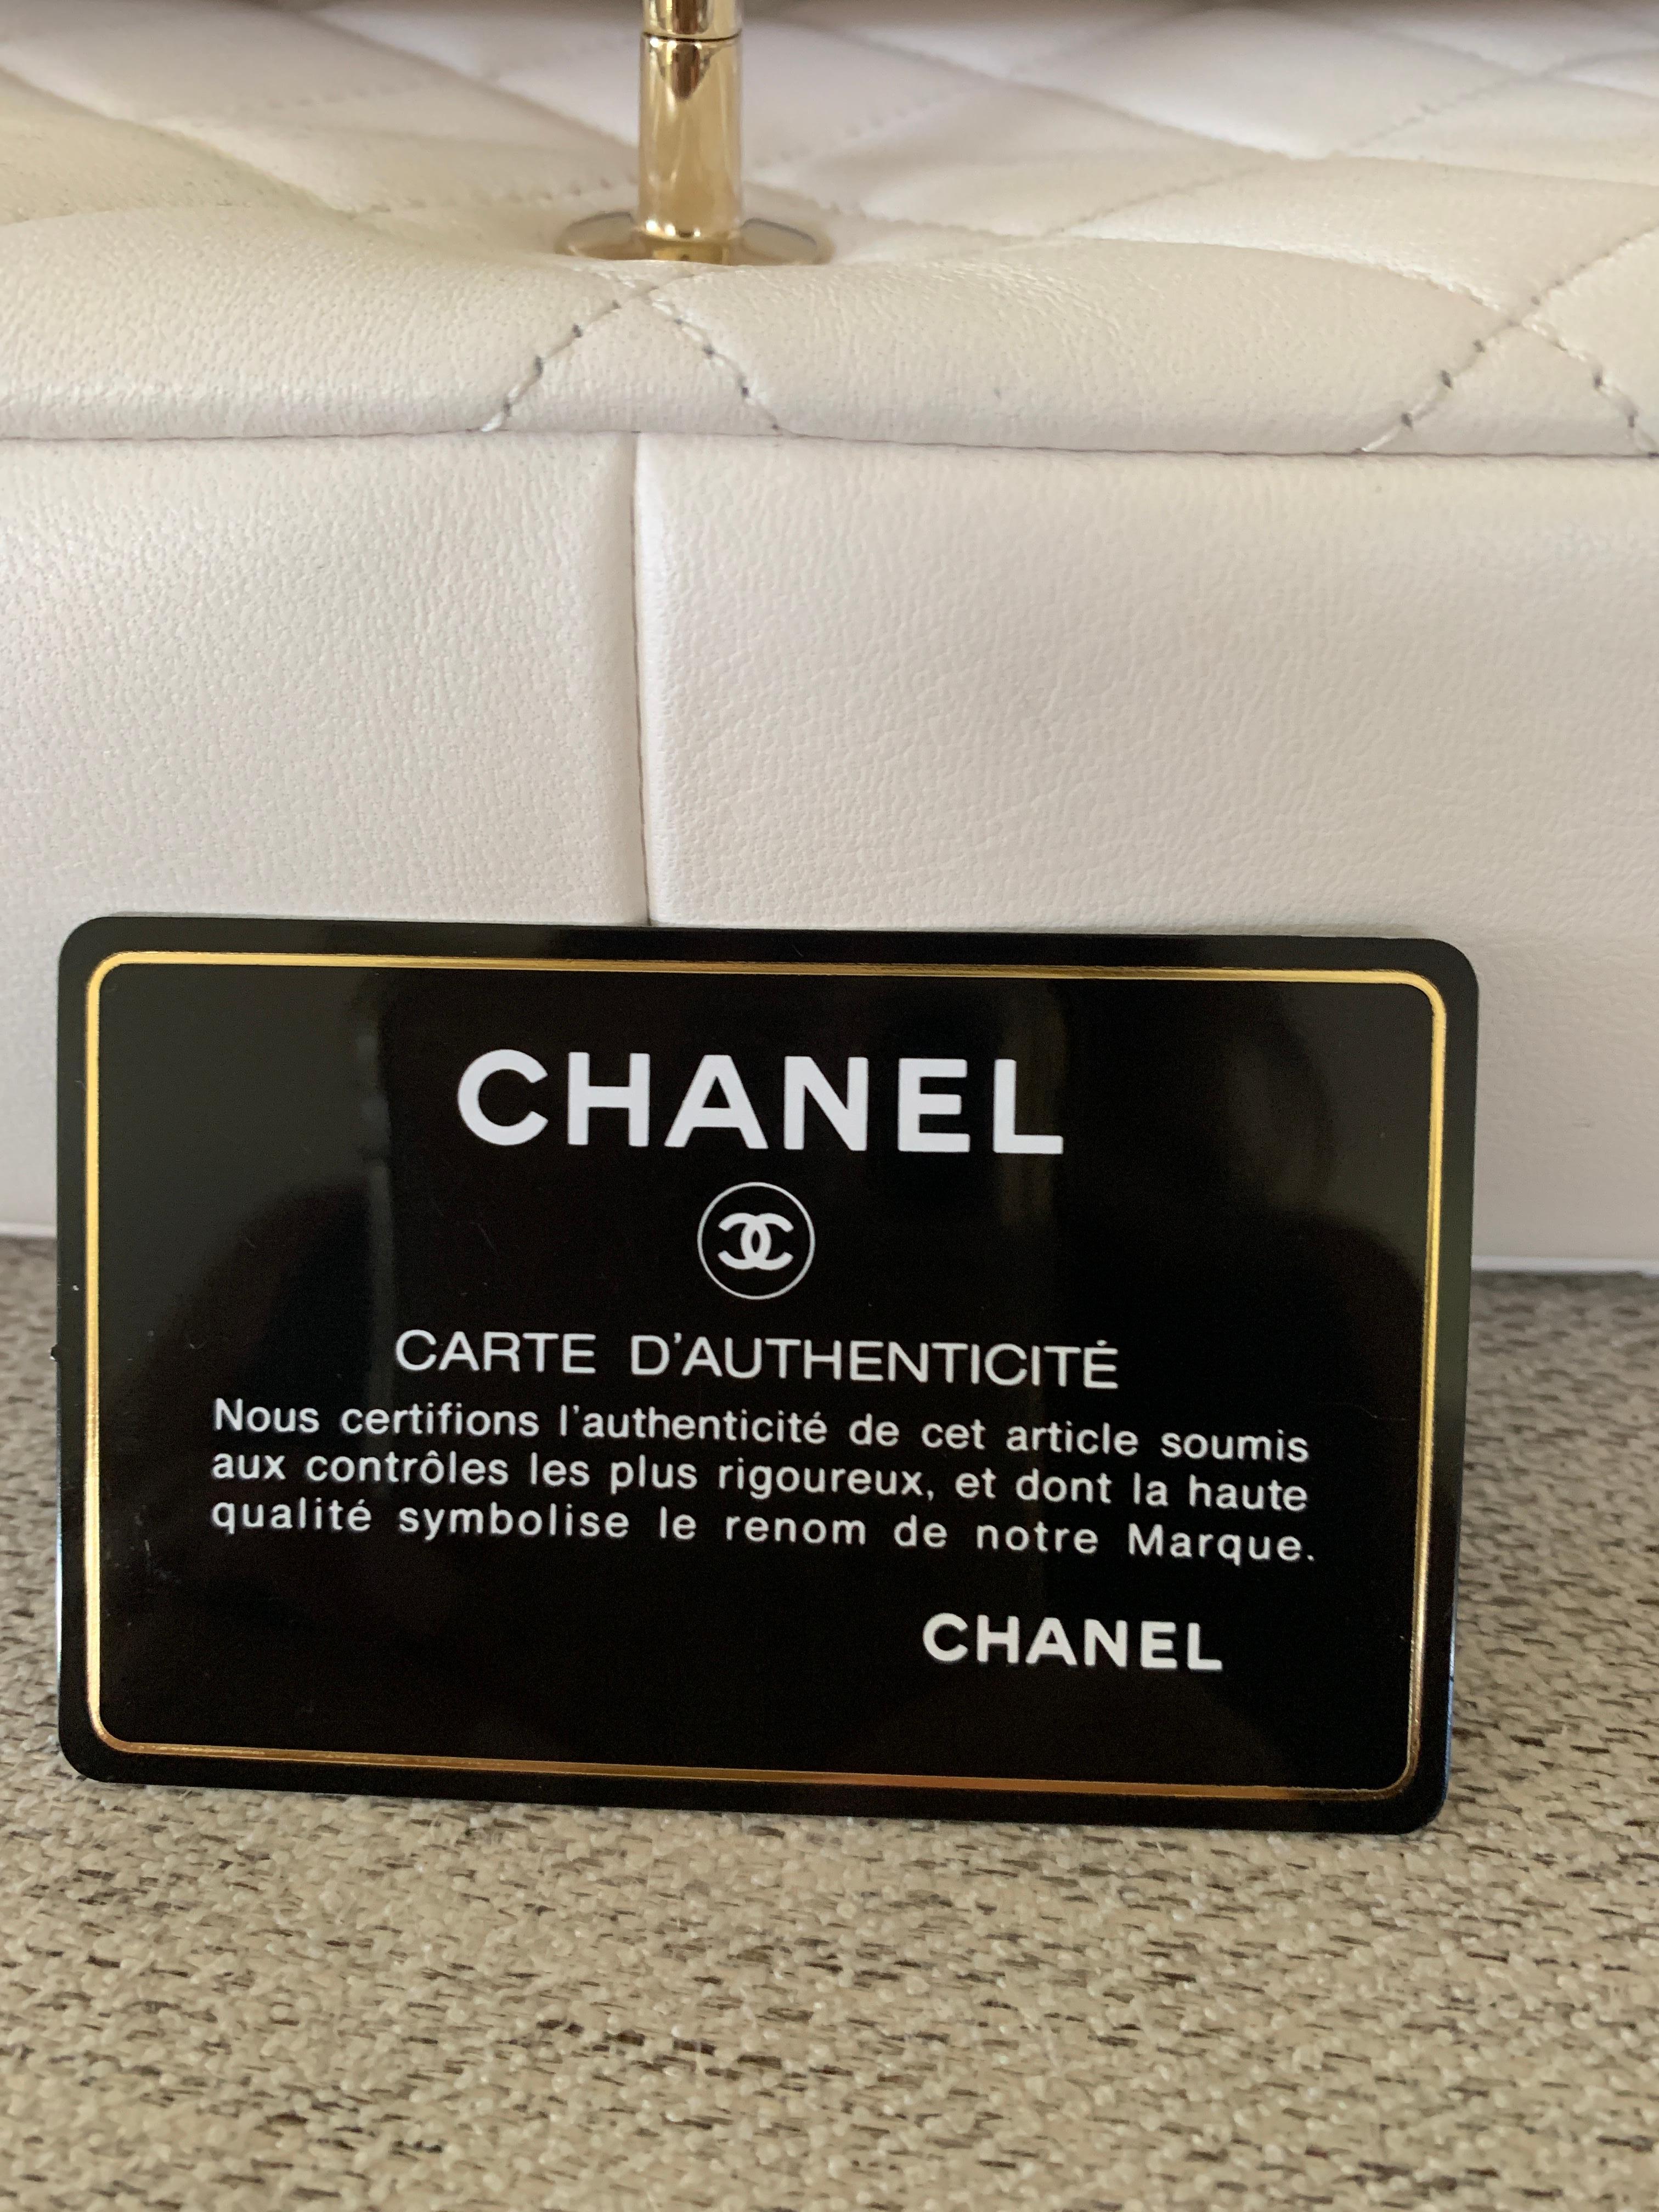 CHANEL
CARTE D'AUTHENTICITÉ
Nous certifions l'authenticité de cet article soumis
aux contrôles les plus rigoureux, et dont la haute
qualité symbolise le renom de notre Marque.
CHANEL